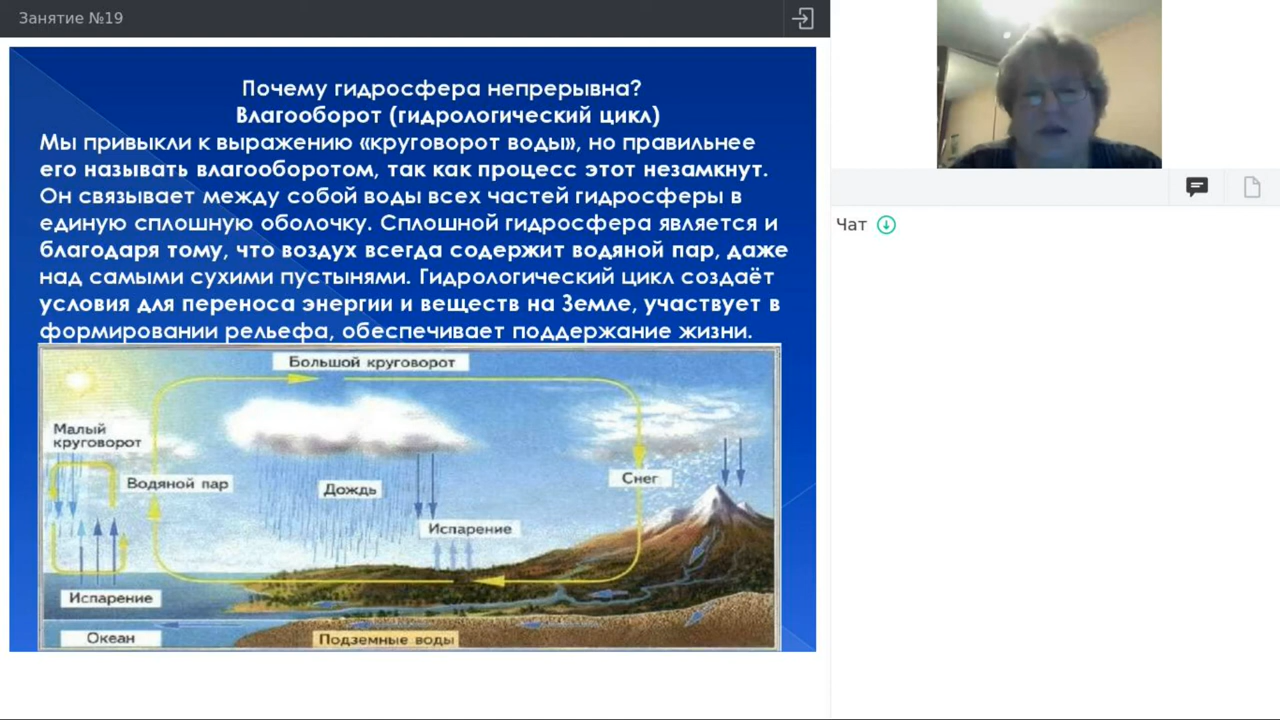 Занятие №19
Почему гидросфера непрерывна?
Влагооборот (гидрологический цикл)
Мы привыкли к выражению «круговорот воды», но правильнее
его называть влагооборотом, так как процесс этот незамкнут.
Он связывает между собой воды всех частей гидросферы в
единую сплошную оболочку. Сплошной гидросфера является и
благодаря тому, что воздух всегда содержит водяной пар, даже
над самыми сухими пустынями. Гидрологический цикл создаёт
условия для переноса энергии и веществ на Земле, участвует в
формировании рельефа, обеспечивает поддержание жизни.
Большой круговорот
Малый
круговорот
Водяной пар
Дождь
Снег
Испарение
Испарение
Океан
Подземные воды
Чат